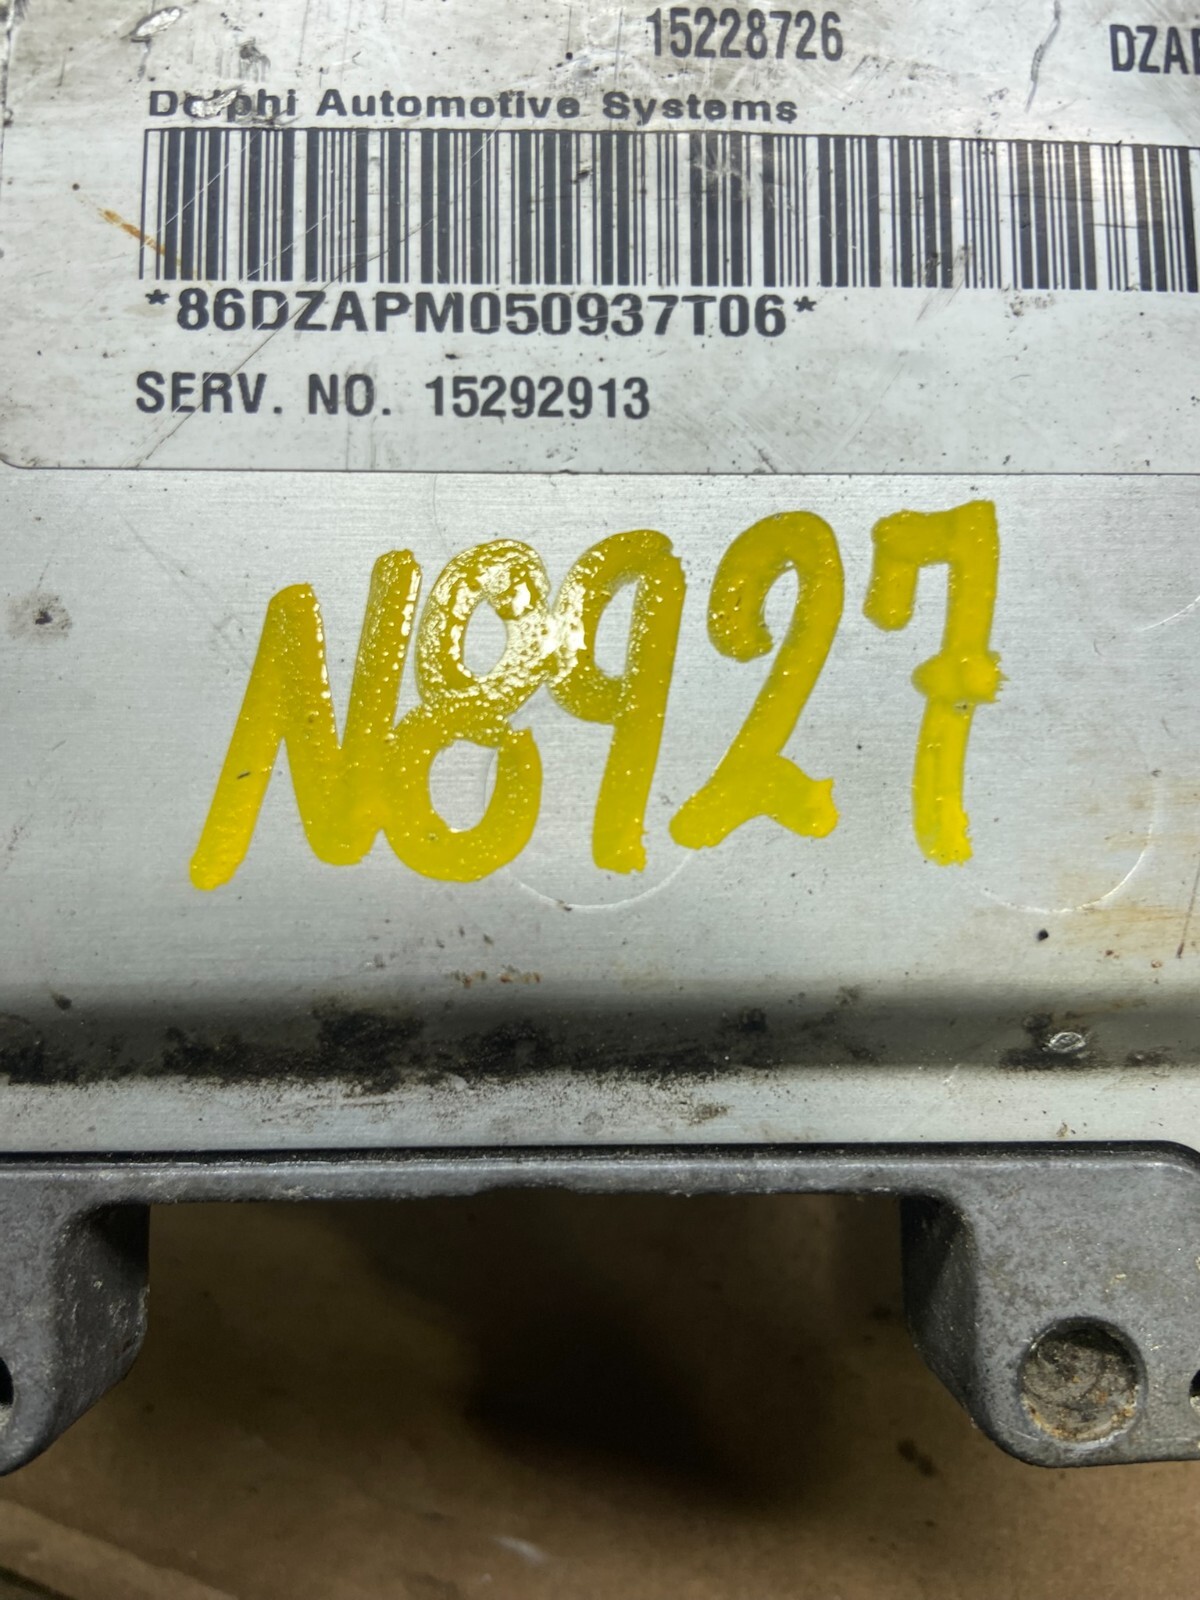 15228726
Delphi Automotive Systems
*86DZAPM050937T06*
SERV. NO. 15292913
N8927